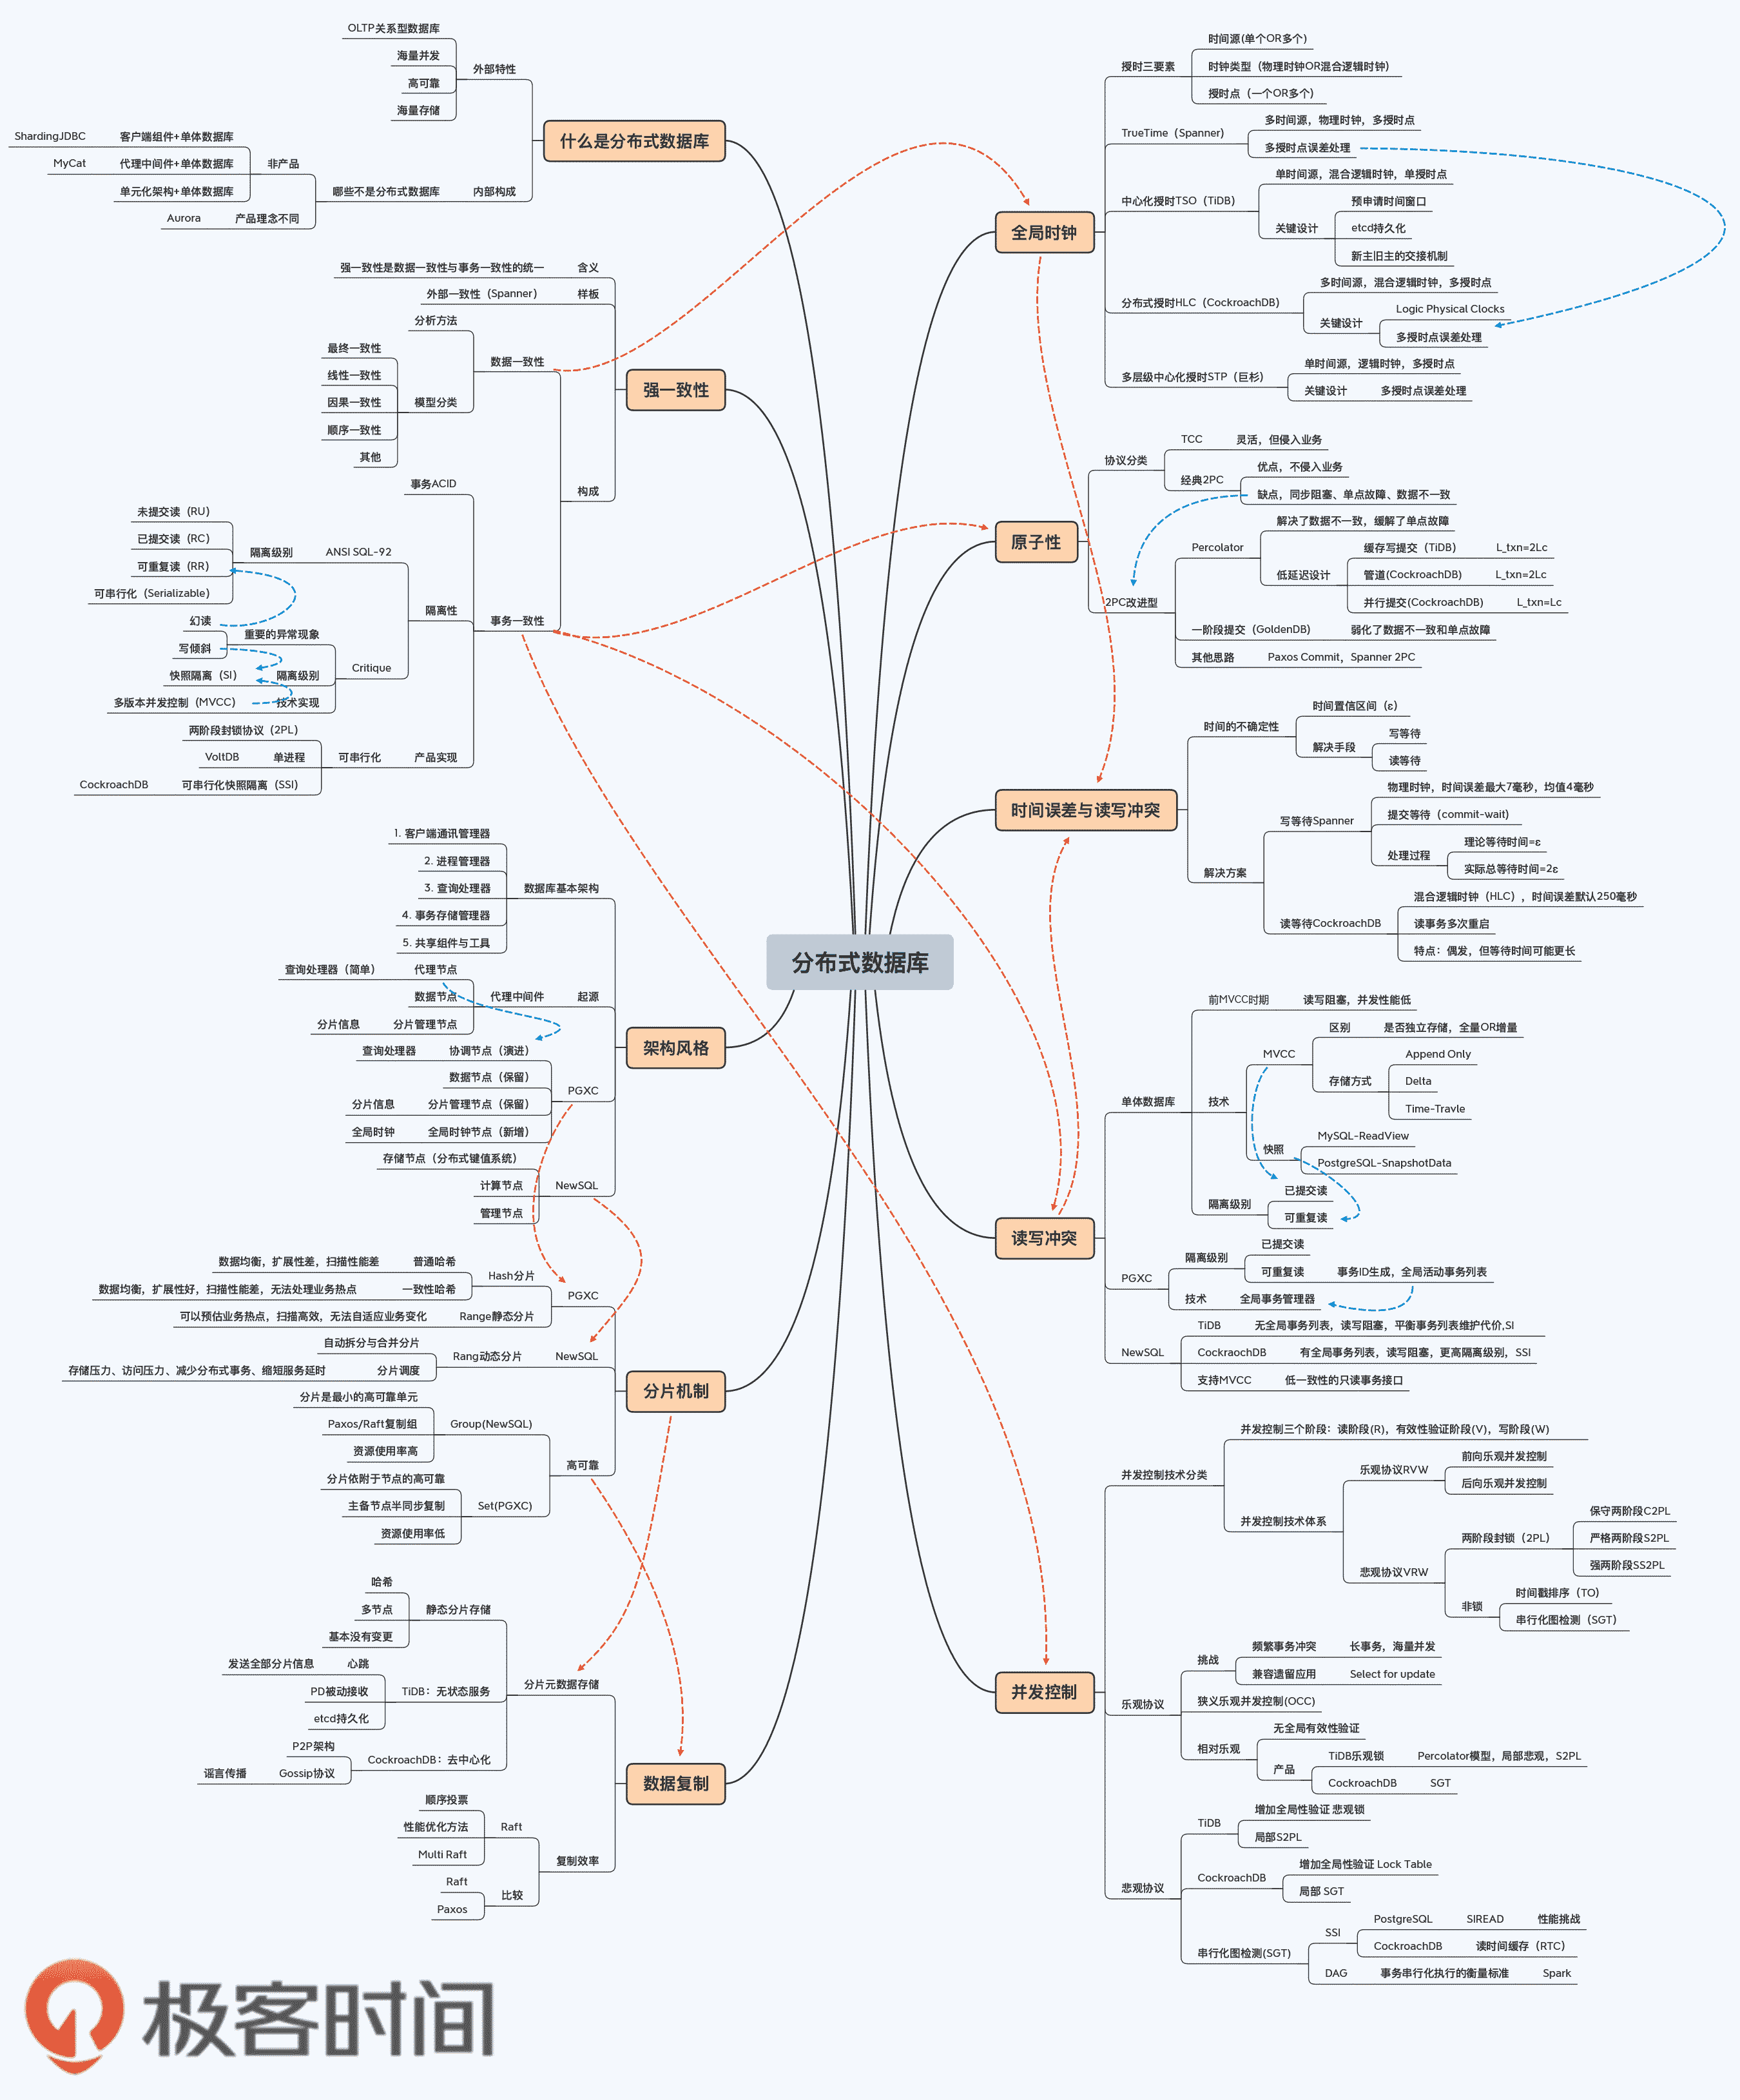 分布式数据库
什么是分布式数据库
外部特性
OLTP关系型数据库
海量并发
高可靠
海量存储
内部构成
哪些不是分布式数据库
非产品
客户端组件+单体数据库
ShardingJDBC
代理中间件+单体数据库
MyCat
单元化架构+单体数据库
产品理念不同
Aurora
强一致性
含义
强一致性是数据一致性与事务一致性的统一
样板
外部一致性（Spanner）
构成
数据一致性
分析方法
模型分类
最终一致性
线性一致性
因果一致性
顺序一致性
其他
事务一致性
事务ACID
隔离性
ANSI SQL-92
隔离级别
未提交读（RU）
已提交读（RC）
可重复读（RR）
可串行化（Serializable）
Critique
重要的异常现象
幻读
写倾斜
隔离级别
快照隔离（SI）
技术实现
多版本并发控制（MVCC）
产品实现
可串行化
两阶段封锁协议（2PL）
单进程
VoltDB
可串行化快照隔离（SSI）
CockroachDB
架构风格
数据库基本架构
1. 客户端通讯管理器
2. 进程管理器
3. 查询处理器
4. 事务存储管理器
5. 共享组件与工具
起源
代理中间件
代理节点
查询处理器（简单）
数据节点
分片管理节点
分片信息
PGXC
协调节点（演进）
查询处理器
数据节点（保留）
分片管理节点（保留）
分片信息
全局时钟节点（新增）
全局时钟
NewSQL
存储节点（分布式键值系统）
计算节点
管理节点
分片机制
PGXC
Hash分片
普通哈希
数据均衡，扩展性差，扫描性能差
一致性哈希
数据均衡，扩展性好，扫描性能差，无法处理业务热点
Range静态分片
可以预估业务热点，扫描高效，无法自适应业务变化
NewSQL
Rang动态分片
自动拆分与合并分片
分片调度
存储压力、访问压力、减少分布式事务、缩短服务延时
高可靠
Group(NewSQL)
分片是最小的高可靠单元
Paxos/Raft复制组
资源使用率高
Set(PGXC)
分片依附于节点的高可靠
主备节点半同步复制
资源使用率低
数据复制
分片元数据存储
静态分片存储
哈希
多节点
基本没有变更
TiDB：无状态服务
心跳
发送全部分片信息
PD被动接收
etcd持久化
CockroachDB：去中心化
P2P架构
Gossip协议
谣言传播
复制效率
Raft
顺序投票
性能优化方法
Multi Raft
比较
Raft
Paxos
全局时钟
授时三要素
时间源(单个OR多个)
时钟类型（物理时钟OR混合逻辑时钟）
授时点（一个OR多个）
TrueTime（Spanner）
多时间源，物理时钟，多授时点
多授时点误差处理
中心化授时TSO（TiDB）
单时间源，混合逻辑时钟，单授时点
关键设计
预申请时间窗口
etcd持久化
新主旧主的交接机制
分布式授时HLC（CockroachDB）
多时间源，混合逻辑时钟，多授时点
关键设计
Logic Physical Clocks
多授时点误差处理
多层级中心化授时STP（巨杉）
单时间源，逻辑时钟，多授时点
关键设计
多授时点误差处理
原子性
协议分类
TCC
灵活，但侵入业务
经典2PC
优点，不侵入业务
缺点，同步阻塞、单点故障、数据不一致
2PC改进型
Percolator
解决了数据不一致，缓解了单点故障
低延迟设计
缓存写提交（TiDB）
L_txn=2Lc
管道(CockroachDB)
L_txn=2Lc
并行提交(CockroachDB)
L_txn=Lc
一阶段提交（GoldenDB）
弱化了数据不一致和单点故障
其他思路
Paxos Commit，Spanner 2PC
时间误差与读写冲突
时间的不确定性
时间置信区间（ε）
解决手段
写等待
读等待
解决方案
写等待Spanner
物理时钟，时间误差最大7毫秒，均值4毫秒
提交等待（commit-wait)
处理过程
理论等待时间=ε
实际总等待时间=2ε
读等待CockroachDB
混合逻辑时钟（HLC），时间误差默认250毫秒
读事务多次重启
特点：偶发，但等待时间可能更长
读写冲突
单体数据库
前MVCC时期
读写阻塞，并发性能低
技术
MVCC
区别
是否独立存储，全量OR增量
存储方式
Append Only
Delta
Time-Travle
快照
MySQL-ReadView
PostgreSQL-SnapshotData
隔离级别
已提交读
可重复读
PGXC
隔离级别
已提交读
可重复读
事务ID生成，全局活动事务列表
技术
全局事务管理器
NewSQL
TiDB
无全局事务列表，读写阻塞，平衡事务列表维护代价,SI
CockraochDB
有全局事务列表，读写阻塞，更高隔离级别，SSI
支持MVCC
低一致性的只读事务接口
并发控制
并发控制技术分类
并发控制三个阶段：读阶段(R)，有效性验证阶段(V)，写阶段(W)
并发控制技术体系
乐观协议RVW
前向乐观并发控制
后向乐观并发控制
悲观协议VRW
两阶段封锁（2PL）
保守两阶段C2PL
严格两阶段S2PL
强两阶段SS2PL
非锁
时间戳排序（TO）
串行化图检测（SGT）
乐观协议
挑战
频繁事务冲突
长事务，海量并发
兼容遗留应用
Select for update
狭义乐观并发控制(OCC)
相对乐观
无全局有效性验证
产品
TiDB乐观锁
Percolator模型，局部悲观，S2PL
CockroachDB
SGT
悲观协议
TiDB
增加全局性验证 悲观锁
局部S2PL
CockroachDB
增加全局性验证 Lock Table
局部 SGT
串行化图检测(SGT)
SSI
PostgreSQL
SIREAD
性能挑战
CockroachDB
读时间缓存（RTC）
DAG
事务串行化执行的衡量标准
Spark
极客时间